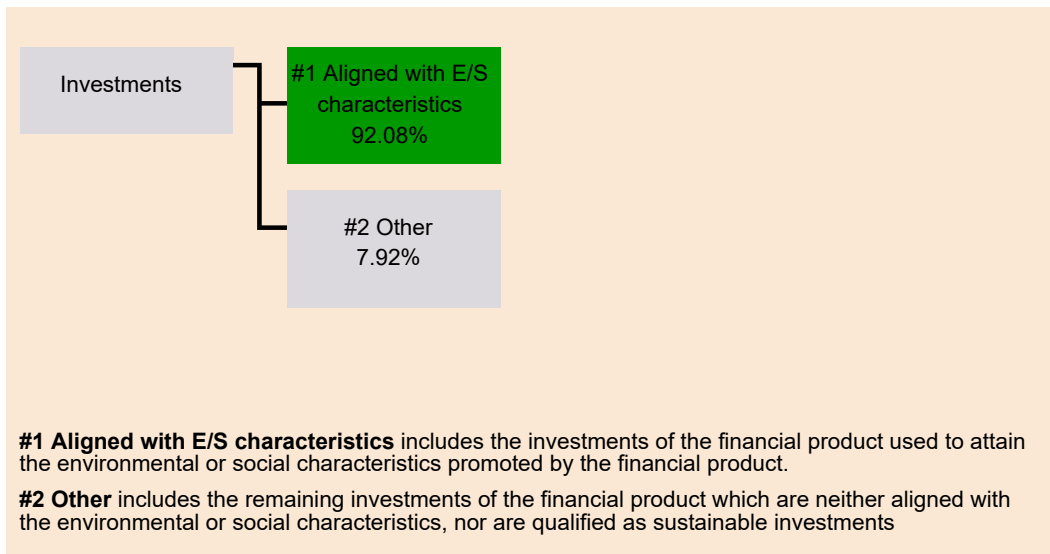 Investments
#1 Aligned with E/S
characteristics
92.08%
#2 Other
7.92%
#1 Aligned with E/S characteristics includes the investments of the financial product used to attain
the environmental or social characteristics promoted by the financial product.
#2 Other includes the remaining investments of the financial product which are neither aligned with
the environmental or social characteristics, nor are qualified as sustainable investments